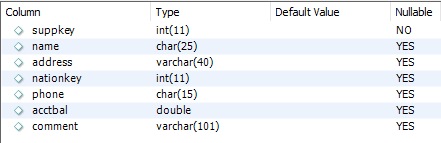 Column Type Default Value Nullable
suppkey int(11) NO
name char(25) YES
address varchar(40) YES
nationkey int(11) YES
phone char(15) YES
acctbal double YES
comment varchar(101) YES